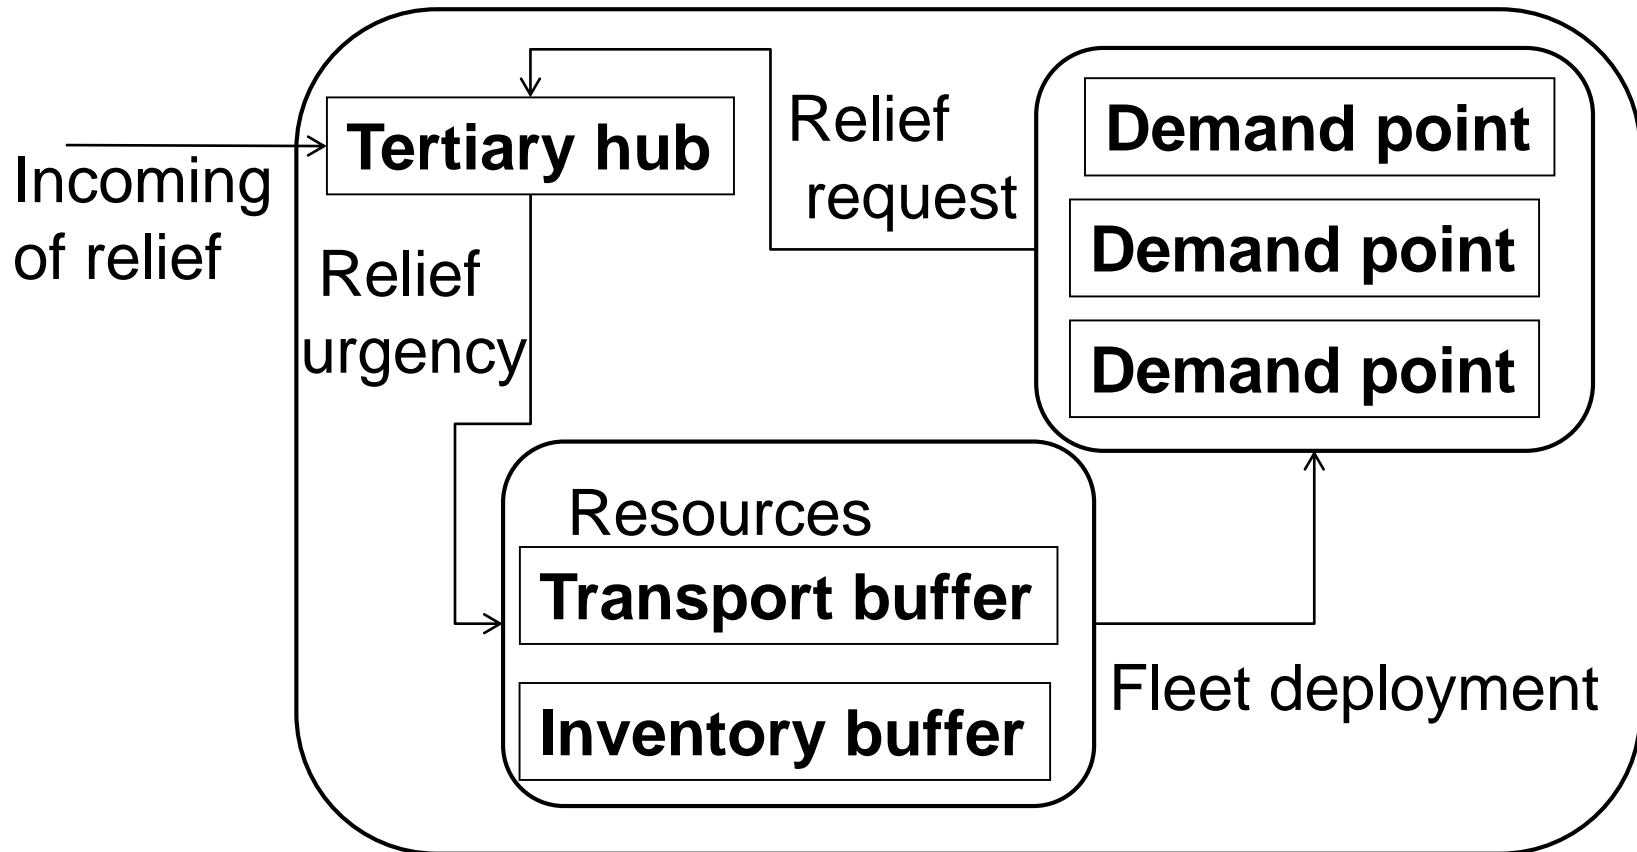 Incoming
of relief
Tertiary hub
Relief
request
Demand point
Demand point
Demand point
Relief
urgency
Resources
Transport buffer
Inventory buffer
Fleet deployment